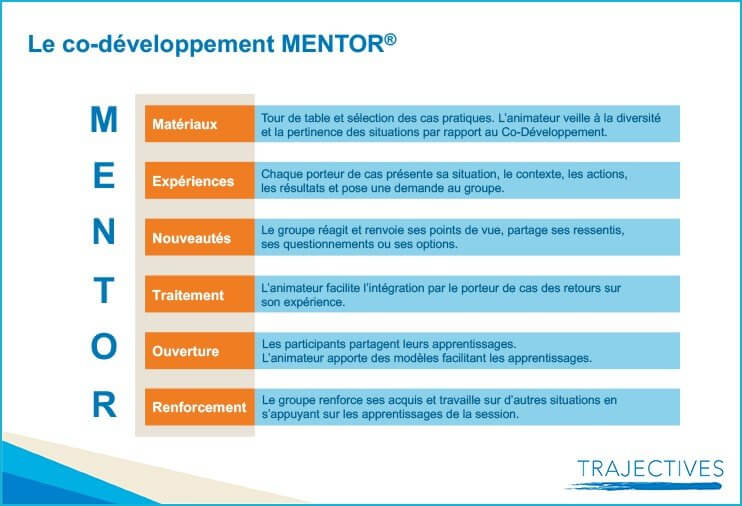 Le co-développement MENTOR®
M
Matériaux
Tour de table et sélection des cas pratiques. L’animateur veille à la diversité
et la pertinence des situations par rapport au Co-Développement.
E
Expériences
Chaque porteur de cas présente sa situation, le contexte, les actions,
les résultats et pose une demande au groupe.
N
Nouveautés
Le groupe réagit et renvoie ses points de vue, partage ses ressentis,
ses questionnements ou ses options.
T
Traitement
L’animateur facilite l’intégration par le porteur de cas des retours sur
son expérience.
O
Ouverture
Les participants partagent leurs apprentissages.
L’animateur apporte des modèles facilitant les apprentissages.
R
Renforcement
Le groupe renforce ses acquis et travaille sur d’autres situations en
s’appuyant sur les apprentissages de la session.
TRAJECTIVES